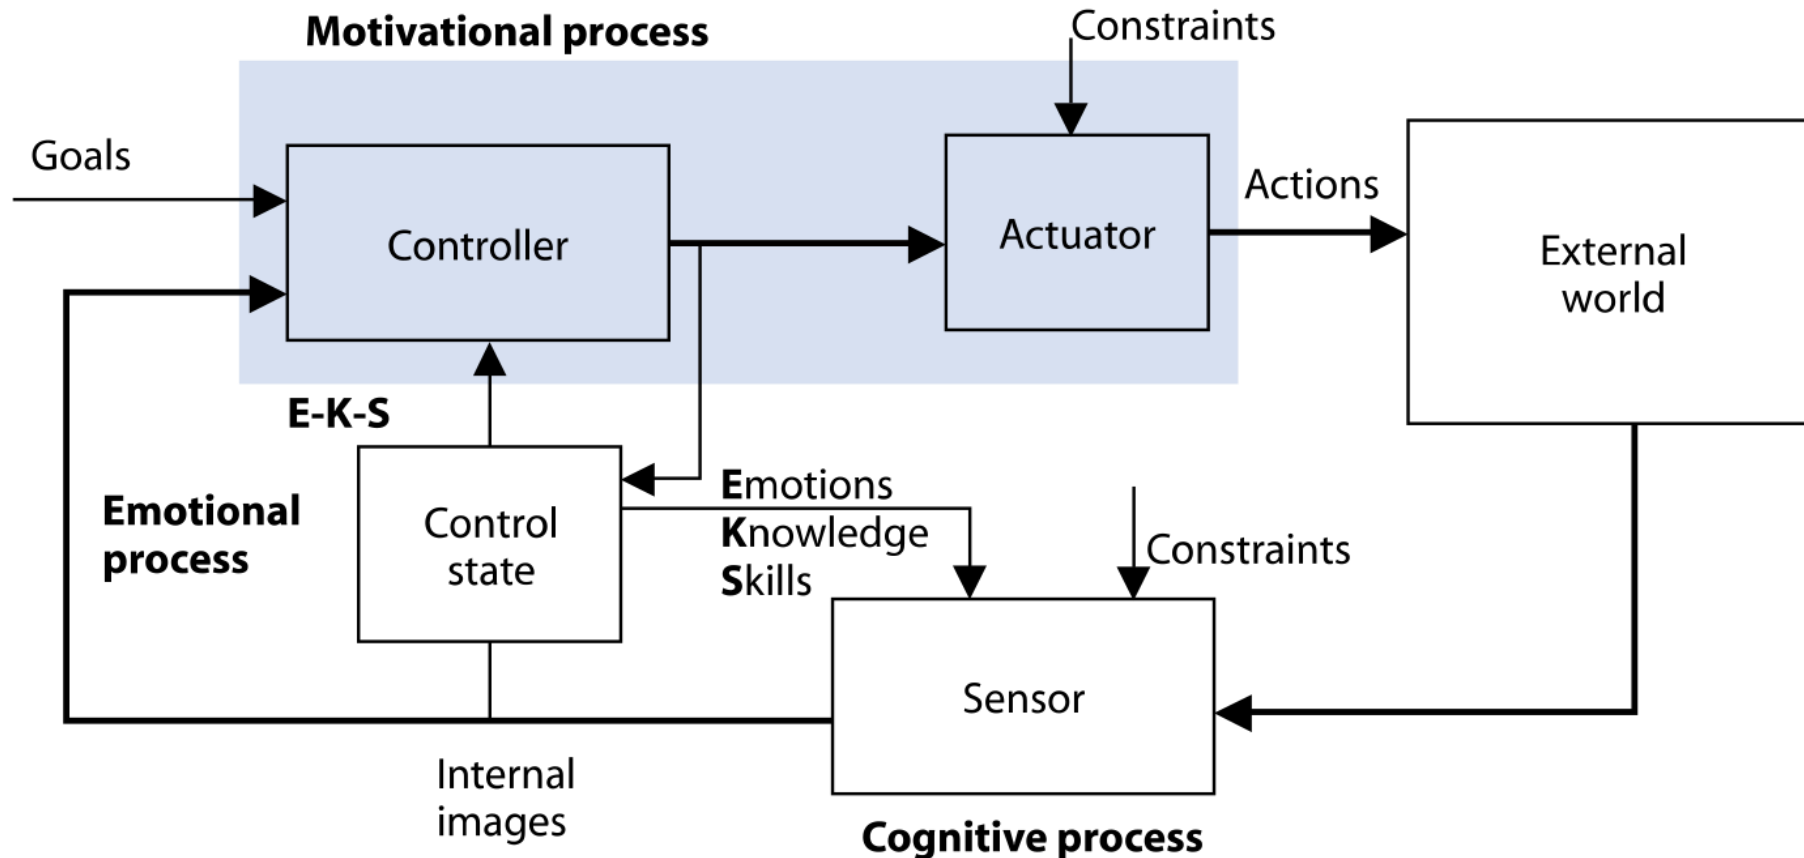 Motivational process
Constraints
Goals
Controller
Actuator
Actions
External
world
E-K-S
Emotional
process
Control
state
Emotions
Knowledge
Skills
Constraints
Sensor
Internal
images
Cognitive process